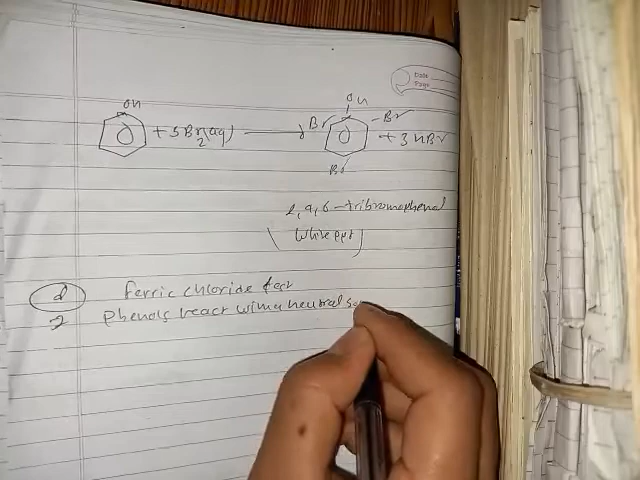 Date
Page
OH OH
+ 3Br2(aq) → Br Br + 3HBr
Br
2,4,6-tribromophenol
(White ppt)
d Ferric chloride test
→ phenols react with a neutral s